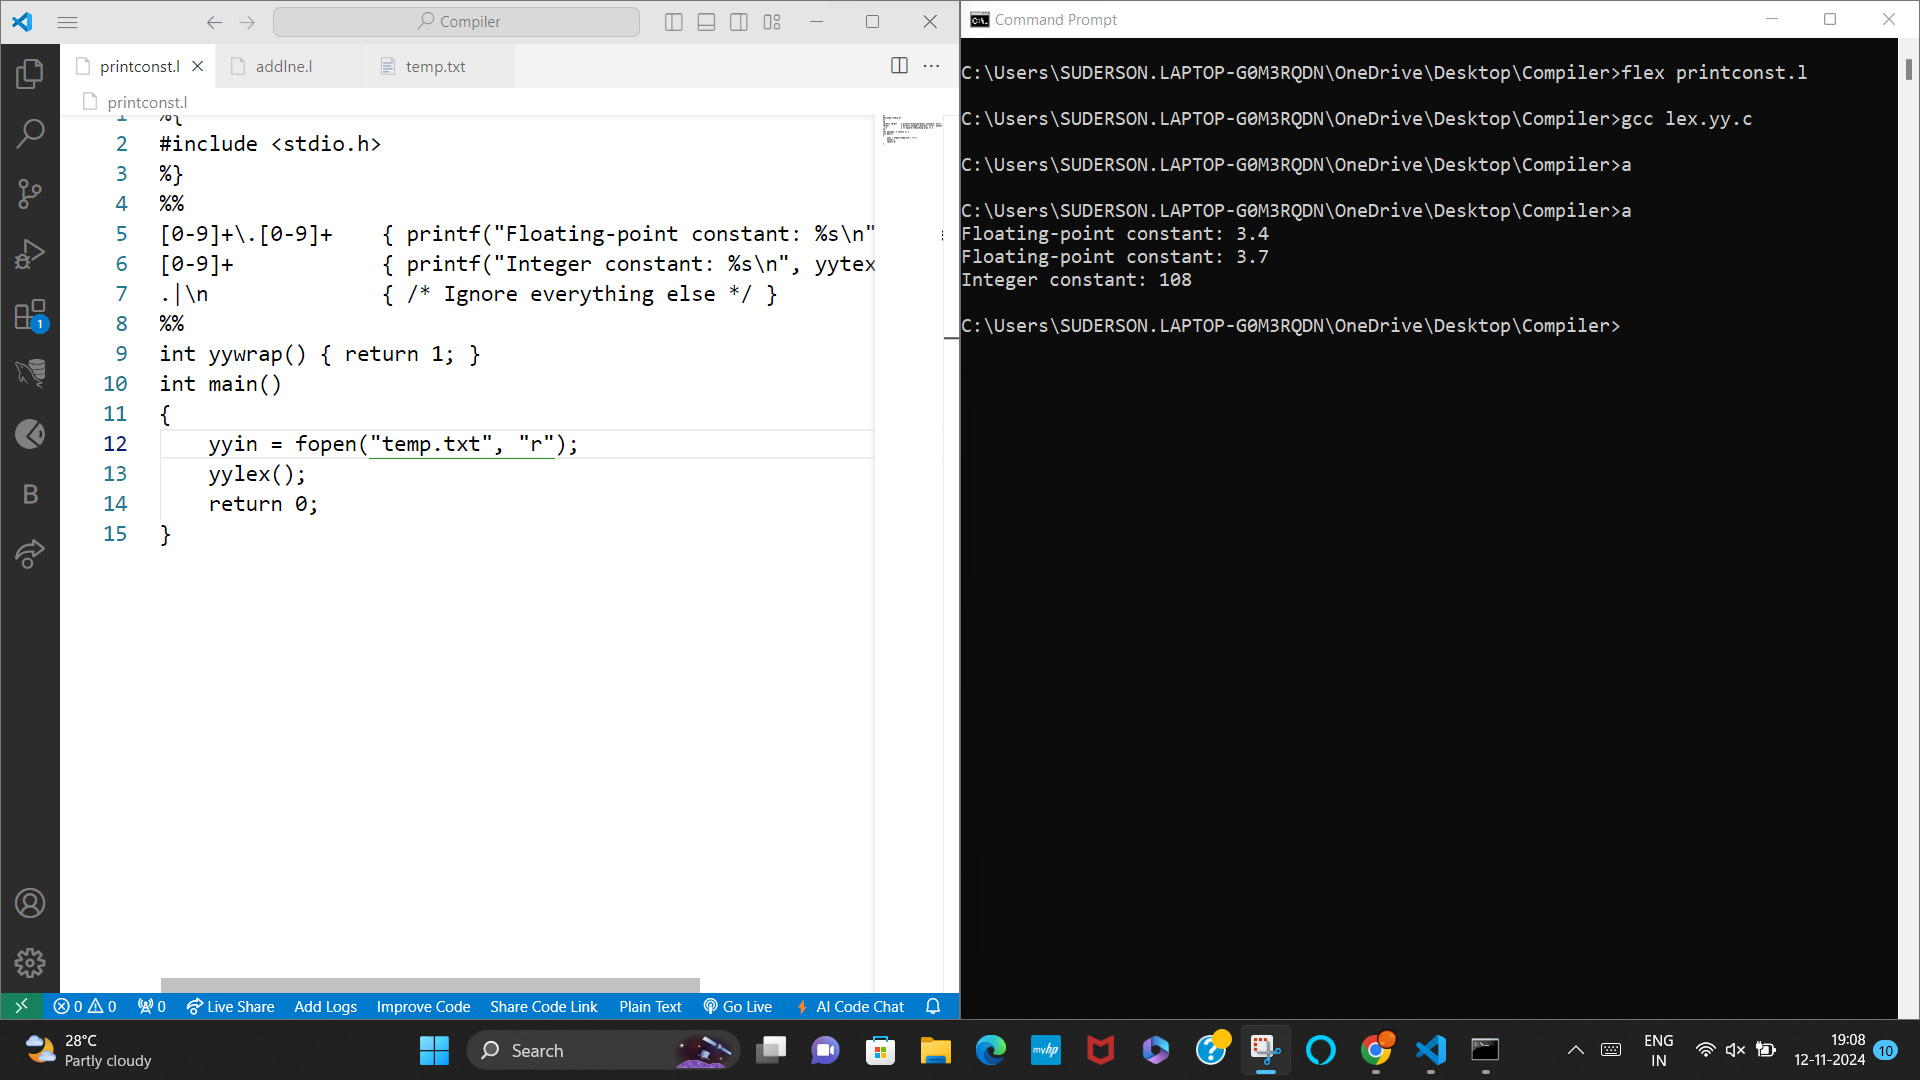 Compiler
printconst.l
addlne.l
temp.txt
printconst.l
1 %{
2 #include <stdio.h>
3 %}
4 %%
5 [0-9]+\.[0-9]+ { printf("Floating-point constant: %s\n"
6 [0-9]+ { printf("Integer constant: %s\n", yytex
7 .|\n { /* Ignore everything else */ }
8 %%
9 int yywrap() { return 1; }
10 int main()
11 {
12 yyin = fopen("temp.txt", "r");
13 yylex();
14 return 0;
15 }
1
B
0 0 0 Live Share Add Logs Improve Code Share Code Link Plain Text Go Live AI Code Chat
Command Prompt
C:\Users\SUDERSON.LAPTOP-G0M3RQDN\OneDrive\Desktop\Compiler>flex printconst.l
C:\Users\SUDERSON.LAPTOP-G0M3RQDN\OneDrive\Desktop\Compiler>gcc lex.yy.c
C:\Users\SUDERSON.LAPTOP-G0M3RQDN\OneDrive\Desktop\Compiler>a
C:\Users\SUDERSON.LAPTOP-G0M3RQDN\OneDrive\Desktop\Compiler>a
Floating-point constant: 3.4
Floating-point constant: 3.7
Integer constant: 108
C:\Users\SUDERSON.LAPTOP-G0M3RQDN\OneDrive\Desktop\Compiler>
28°C
Partly cloudy
Search
myhp
ENG
IN
19:08
12-11-2024
10